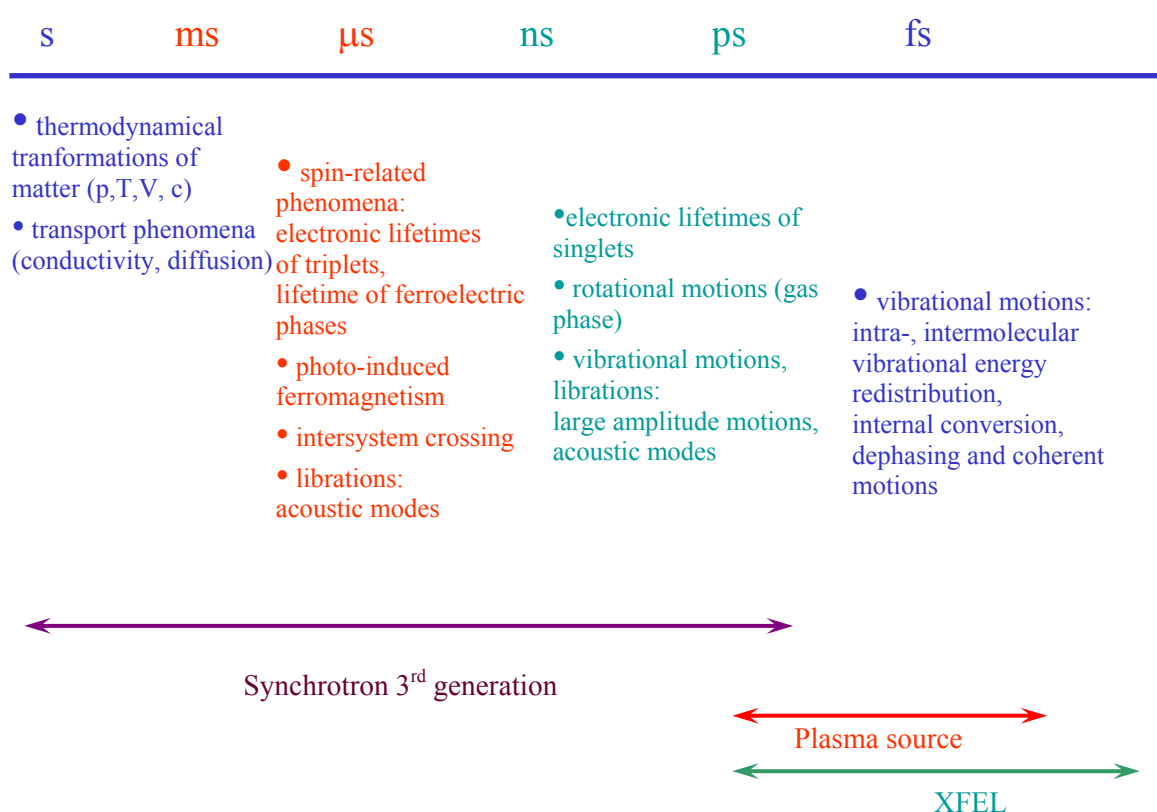 s ms μs ns ps fs
• thermodynamical
tranformations of
matter (p,T,V, c)
• transport phenomena
(conductivity, diffusion)
• spin-related
phenomena:
electronic lifetimes
of triplets,
lifetime of ferroelectric
phases
• photo-induced
ferromagnetism
• intersystem crossing
• librations:
acoustic modes
•electronic lifetimes of
singlets
• rotational motions (gas
phase)
• vibrational motions,
librations:
large amplitude motions,
acoustic modes
• vibrational motions:
intra-, intermolecular
vibrational energy
redistribution,
internal conversion,
dephasing and coherent
motions
Synchrotron 3rd generation
Plasma source
XFEL